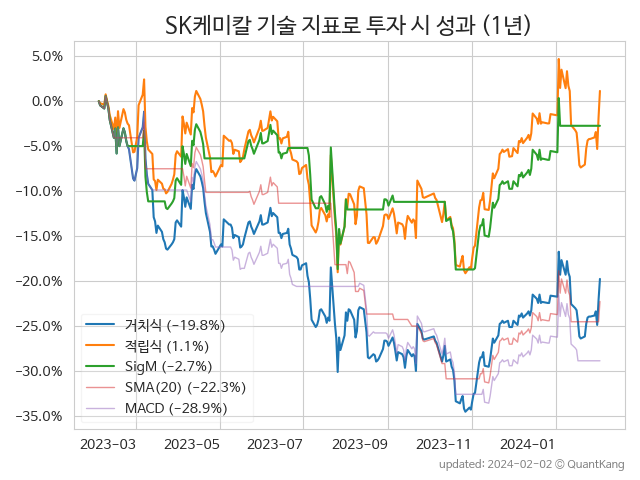 SK케미칼 기술 지표로 투자 시 성과 (1년)
5.0%
0.0%
−5.0%
−10.0%
−15.0%
−20.0%
−25.0%
−30.0%
−35.0%
거치식 (−19.8%)
적립식 (1.1%)
SigM (−2.7%)
SMA(20) (−22.3%)
MACD (−28.9%)
2023-03 2023-05 2023-07 2023-09 2023-11 2024-01
updated: 2024-02-02 © QuantKang